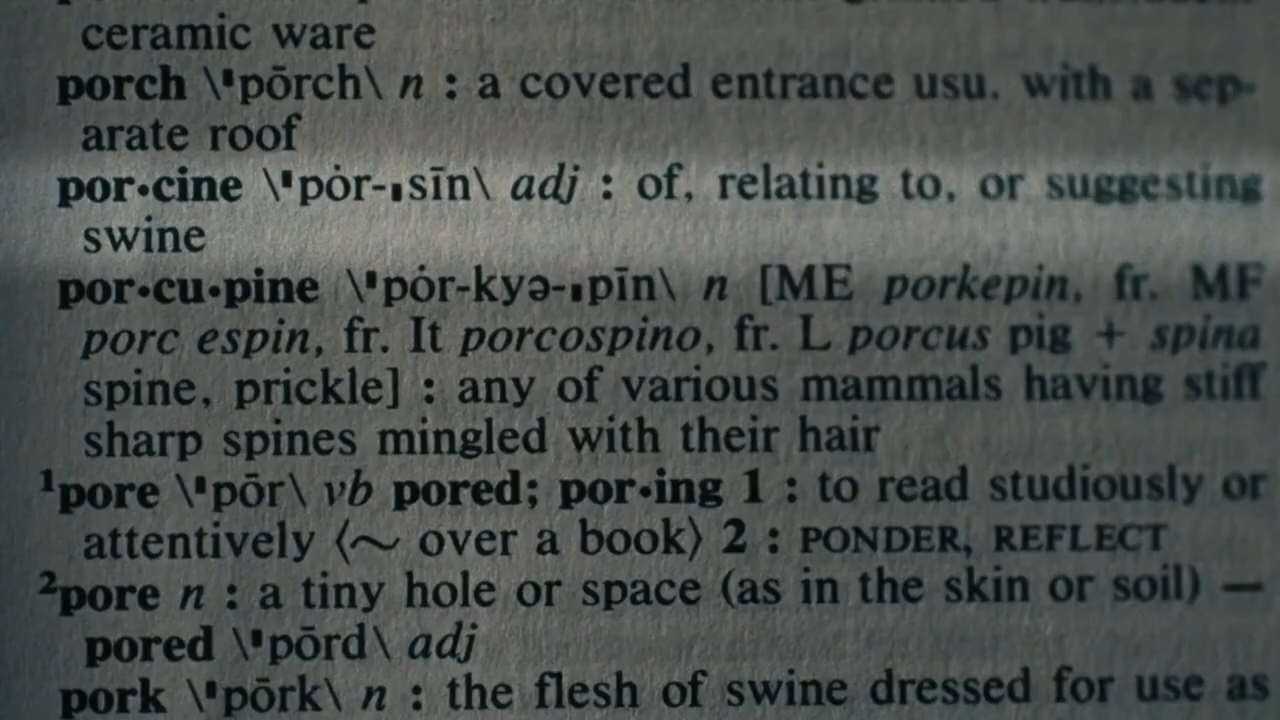 ceramic ware
porch \ˈpōrch\ n : a covered entrance usu. with a sep-
arate roof
por•cine \ˈpȯr-ˌsīn\ adj : of, relating to, or suggesting
swine
por•cu•pine \ˈpȯr-kyə-ˌpīn\ n [ME porkepin, fr. MF
porc espin, fr. It porcospino, fr. L porcus pig + spina
spine, prickle] : any of various mammals having stiff
sharp spines mingled with their hair
¹pore \ˈpōr\ vb pored; por•ing 1 : to read studiously or
attentively ⟨~ over a book⟩ 2 : PONDER, REFLECT
²pore n : a tiny hole or space (as in the skin or soil) —
pored \ˈpōrd\ adj
pork \ˈpōrk\ n : the flesh of swine dressed for use as